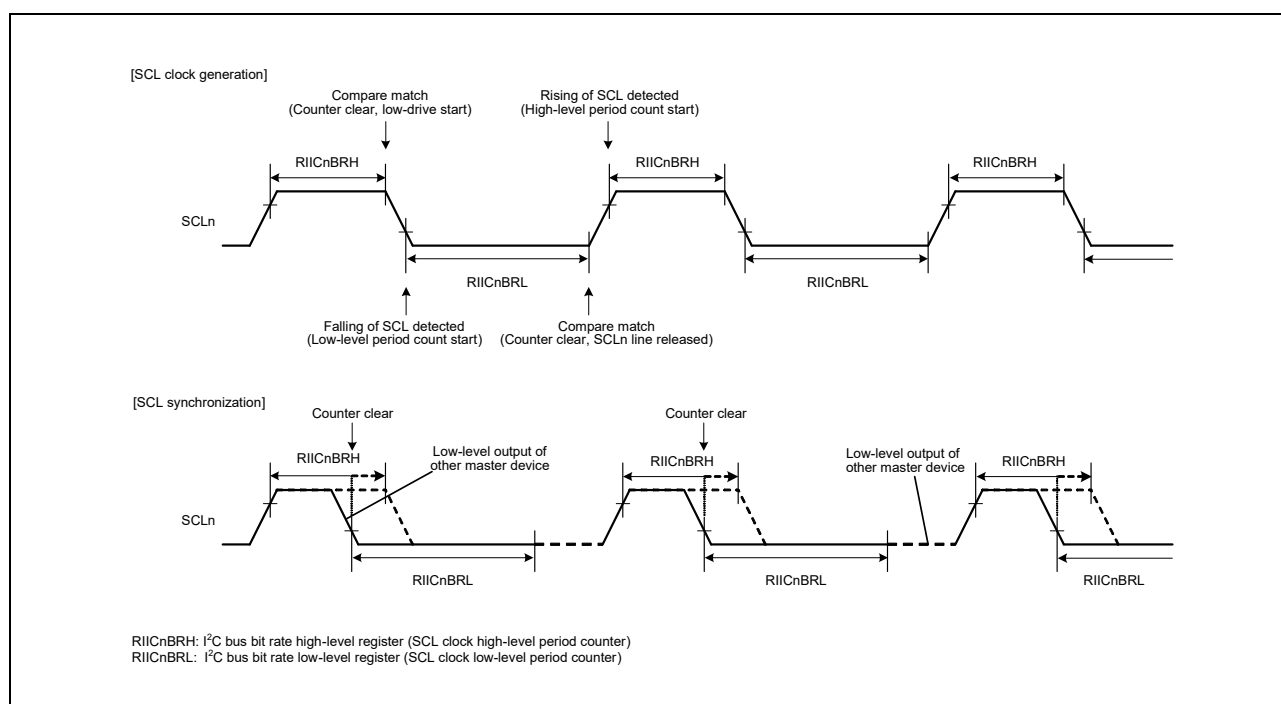 [SCL clock generation]
Compare match
(Counter clear, low-drive start)
Rising of SCL detected
(High-level period count start)
RIICnBRH
RIICnBRH
RIICnBRH
SCLn
RIICnBRL
RIICnBRL
Falling of SCL detected
(Low-level period count start)
Compare match
(Counter clear, SCLn line released)
[SCL synchronization]
Counter clear
Counter clear
RIICnBRH
Low-level output of
other master device
RIICnBRH
Low-level output of
other master device
RIICnBRH
SCLn
RIICnBRL
RIICnBRL
RIICnBRL
RIICnBRH: I²C bus bit rate high-level register (SCL clock high-level period counter)
RIICnBRL: I²C bus bit rate low-level register (SCL clock low-level period counter)